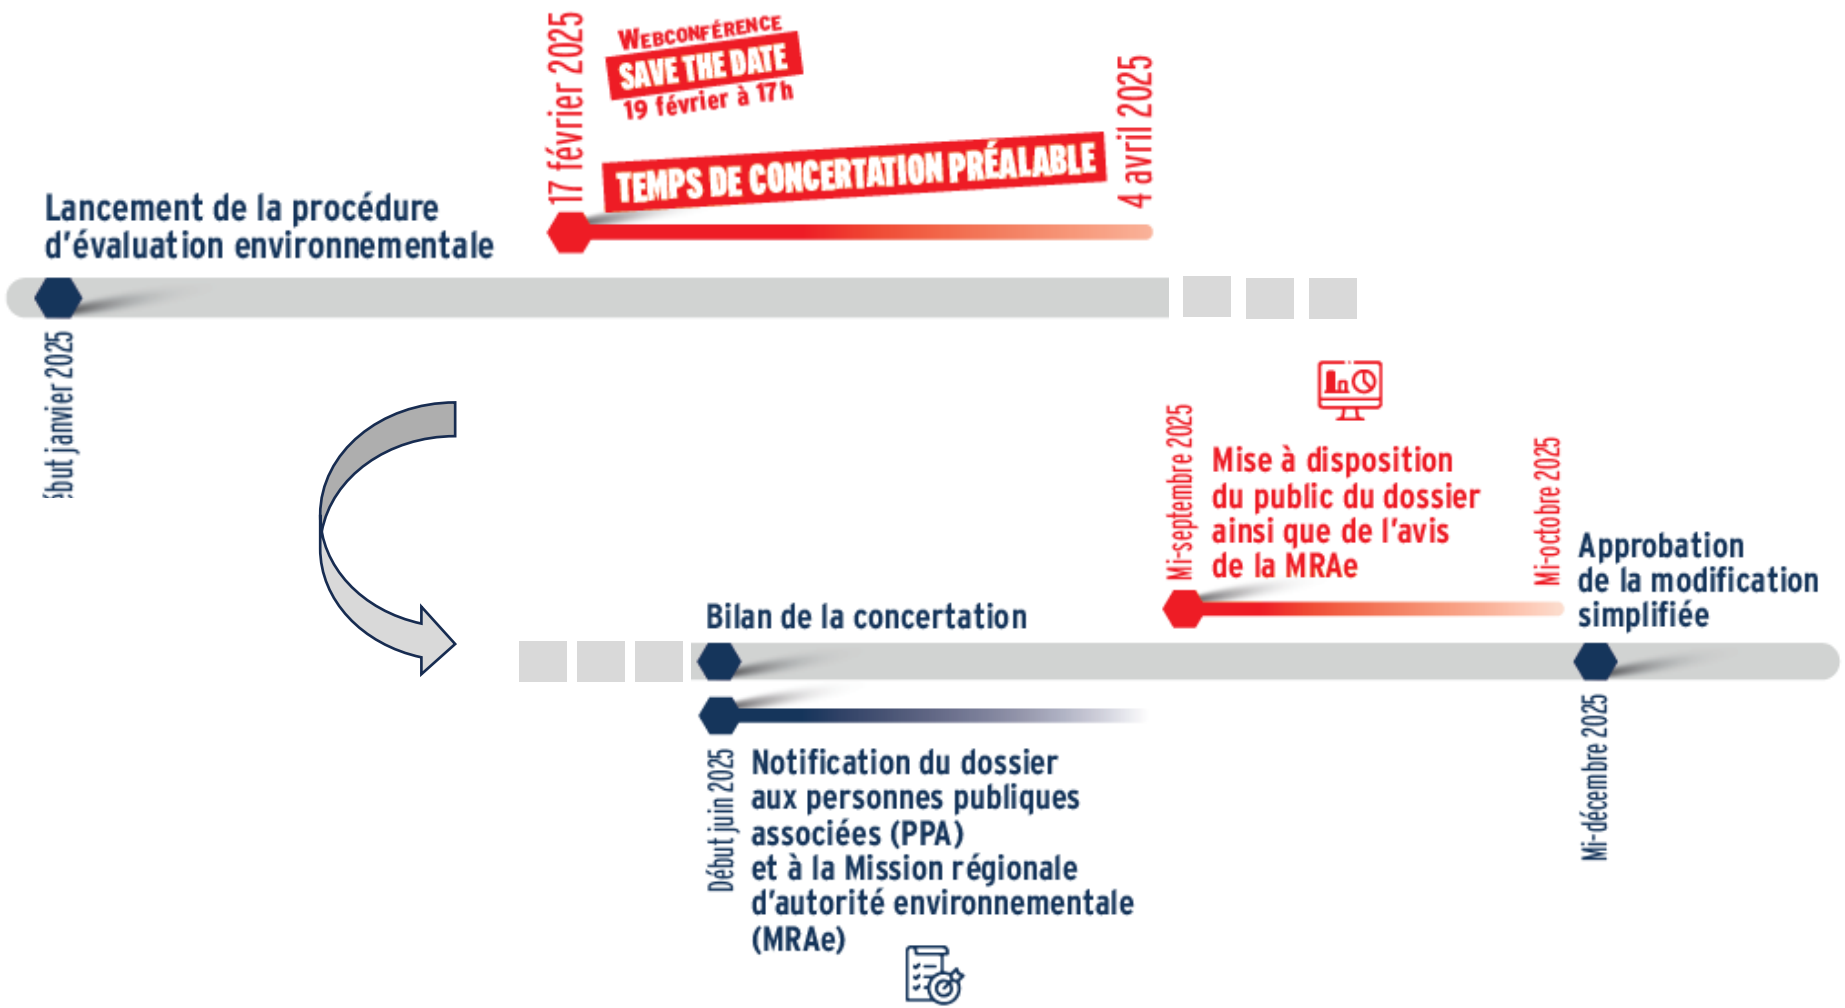 17 février 2025
WEBCONFÉRENCE
SAVE THE DATE
19 février à 17h
TEMPS DE CONCERTATION PRÉALABLE
4 avril 2025
Lancement de la procédure
d'évaluation environnementale
ébut janvier 2025
Mi-septembre 2025
Mise à disposition
du public du dossier
ainsi que de l'avis
de la MRAe
Mi-octobre 2025
Approbation
de la modification
simplifiée
Bilan de la concertation
Début juin 2025
Notification du dossier
aux personnes publiques
associées (PPA)
et à la Mission régionale
d'autorité environnementale
(MRAe)
Mi-décembre 2025